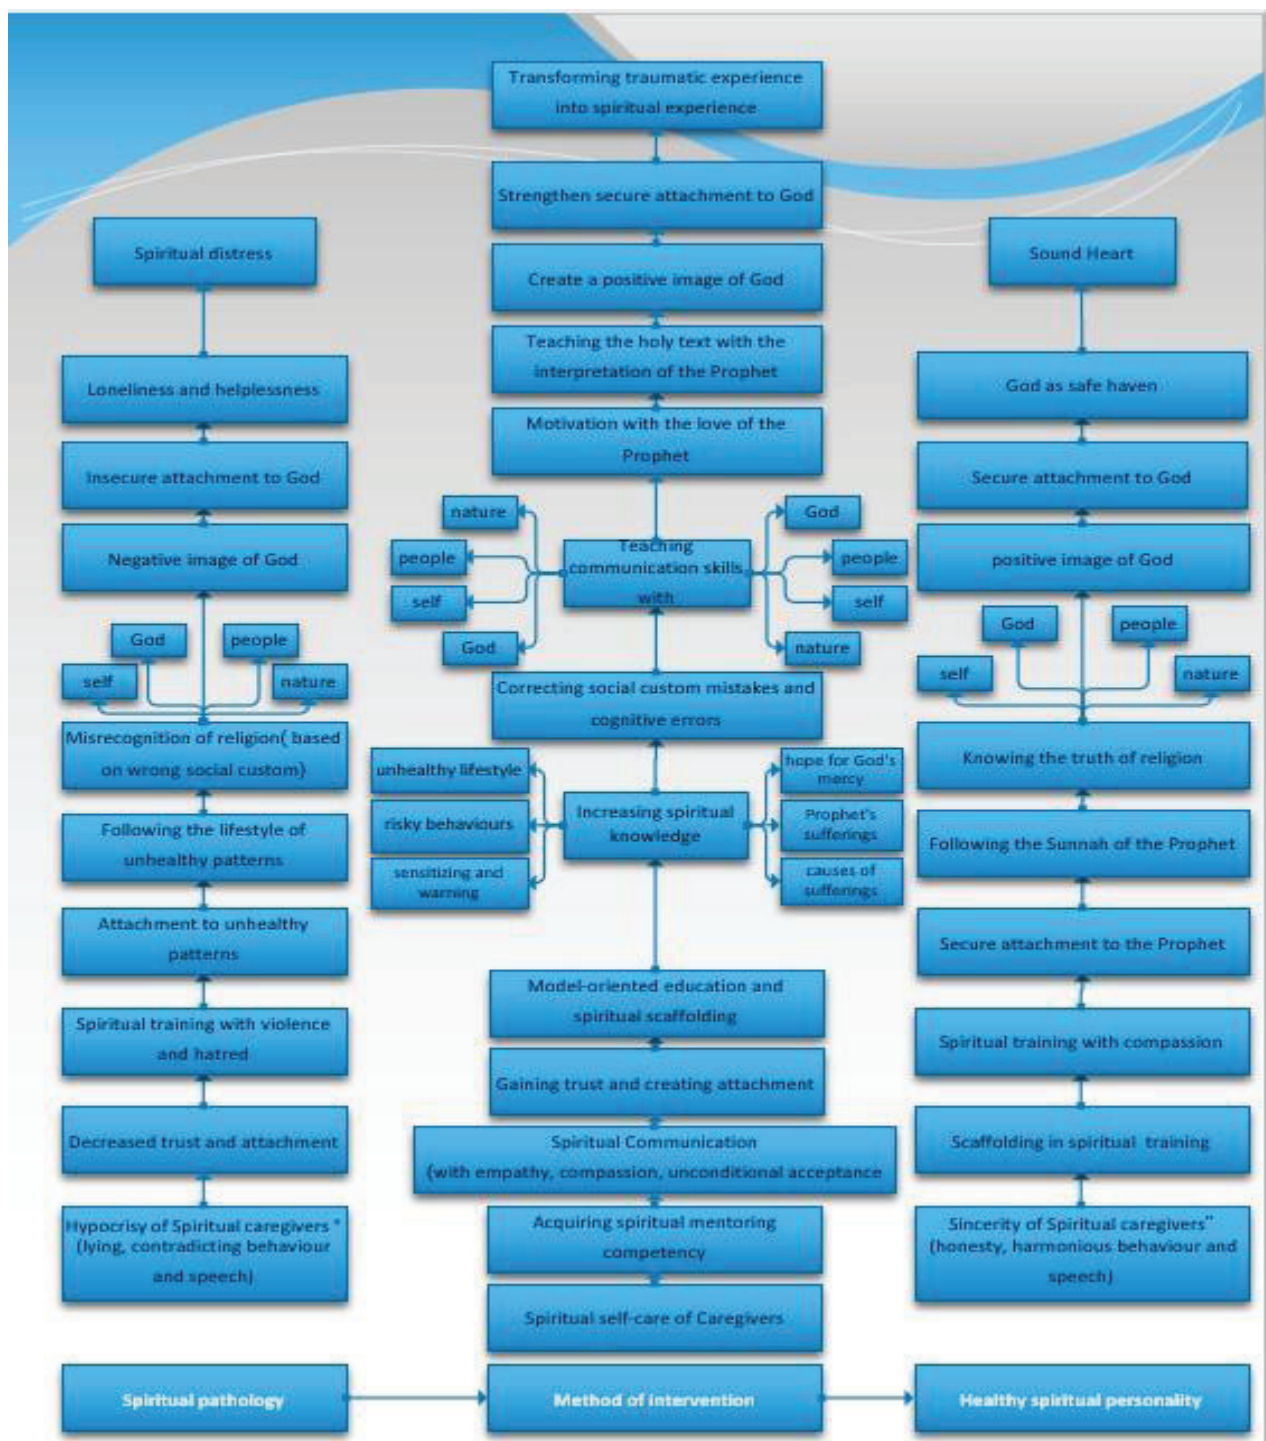 Transforming traumatic experience
into spiritual experience
Strengthen secure attachment to God
Create a positive image of God
Teaching the holy text with the
interpretation of the Prophet
Motivation with the love of the
Prophet
nature
people
self
God
Teaching
communication skills
with
God
people
self
nature
Correcting social custom mistakes and
cognitive errors
unhealthy lifestyle
risky behaviours
sensitizing and
warning
Increasing spiritual
knowledge
hope for God's
mercy
Prophet's
sufferings
causes of
sufferings
Model-oriented education and
spiritual scaffolding
Gaining trust and creating attachment
Spiritual Communication
(with empathy, compassion, unconditional acceptance
Acquiring spiritual mentoring
competency
Spiritual self-care of Caregivers
Method of intervention
Spiritual distress
Loneliness and helplessness
Insecure attachment to God
Negative image of God
God
people
self
nature
Misrecognition of religion( based
on wrong social custom)
Following the lifestyle of
unhealthy patterns
Attachment to unhealthy
patterns
Spiritual training with violence
and hatred
Decreased trust and attachment
Hypocrisy of Spiritual caregivers *
(lying, contradicting behaviour
and speech)
Spiritual pathology
Sound Heart
God as safe haven
Secure attachment to God
positive image of God
God
people
self
nature
Knowing the truth of religion
Following the Sunnah of the Prophet
Secure attachment to the Prophet
Spiritual training with compassion
Scaffolding in spiritual training
Sincerity of Spiritual caregivers"
(honesty, harmonious behaviour and
speech)
Healthy spiritual personality